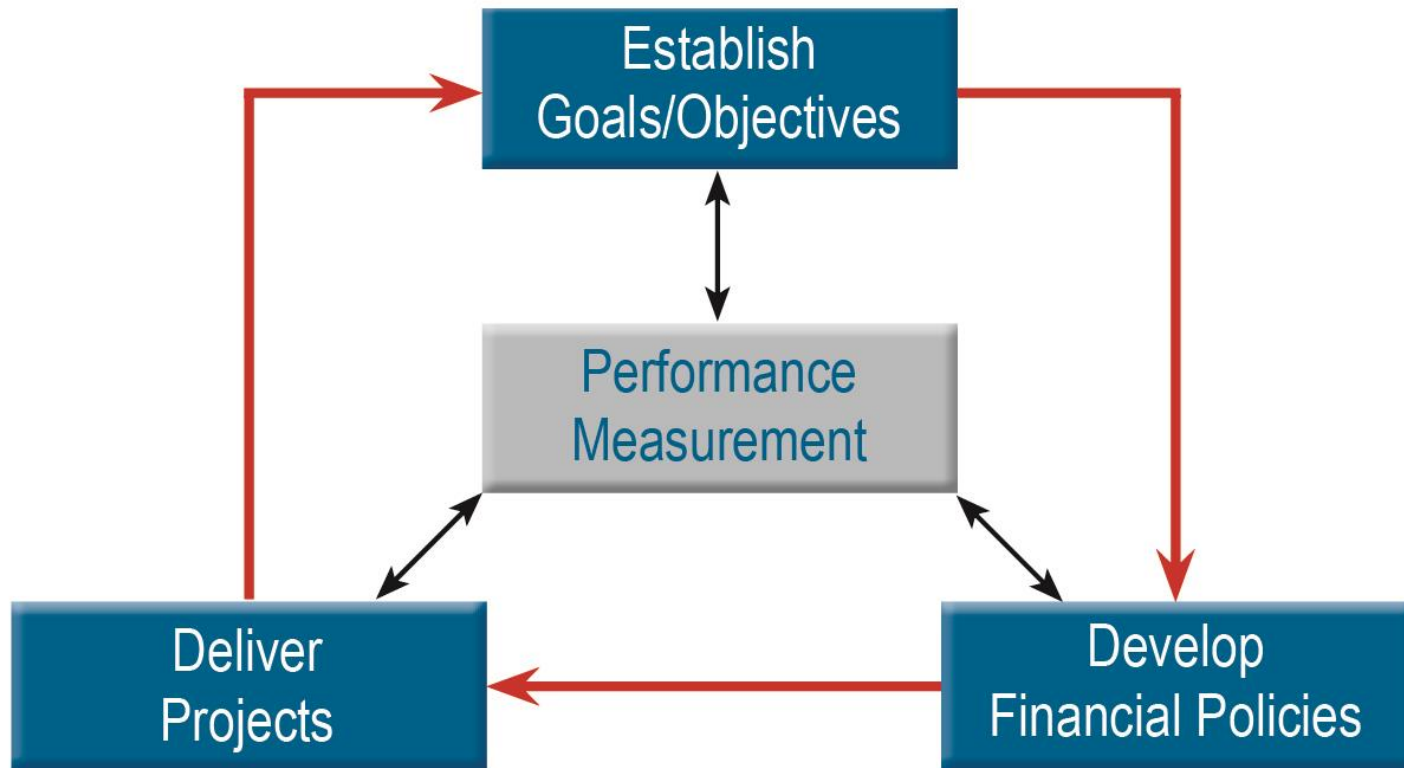 Establish
Goals/Objectives
Performance
Measurement
Deliver
Projects
Develop
Financial Policies